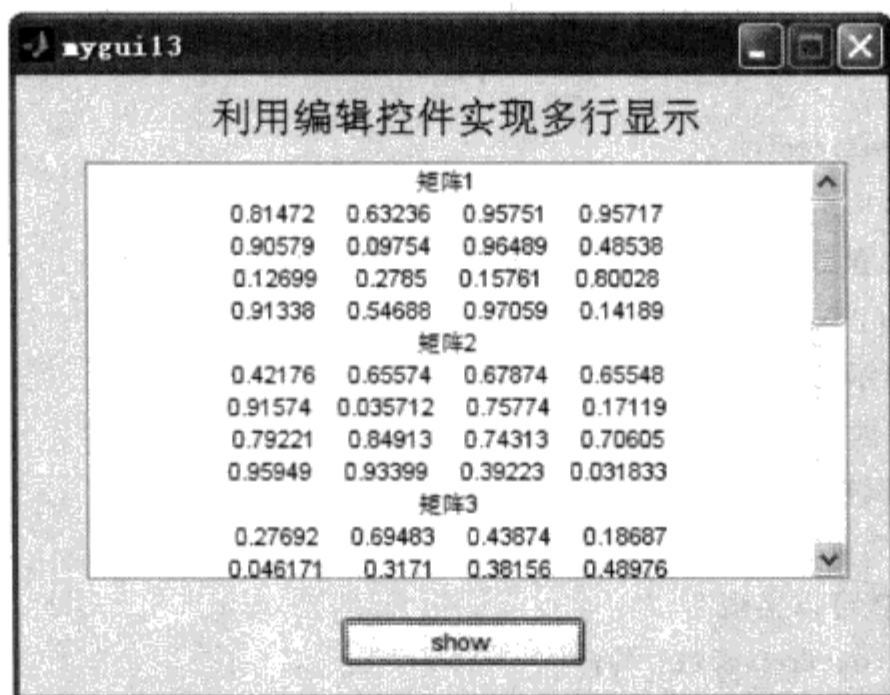 mygui13
利用编辑控件实现多行显示
矩阵1
0.81472 0.63236 0.95751 0.95717
0.90579 0.09754 0.96489 0.48538
0.12699 0.2785 0.15761 0.80028
0.91338 0.54688 0.97059 0.14189
矩阵2
0.42176 0.65574 0.67874 0.65548
0.91574 0.035712 0.75774 0.17119
0.79221 0.84913 0.74313 0.70605
0.95949 0.93399 0.39223 0.031833
矩阵3
0.27692 0.69483 0.43874 0.18687
0.046171 0.3171 0.38156 0.48976
show